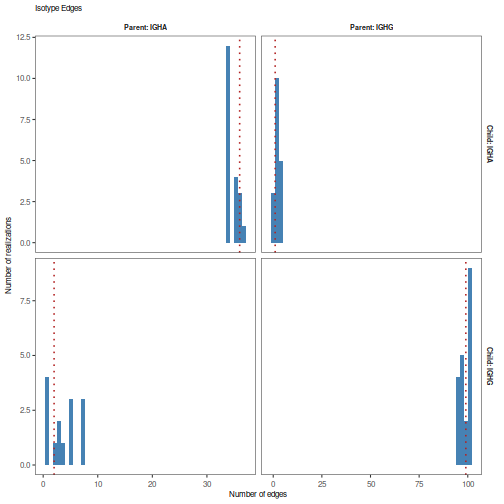 Isotype Edges
Parent: IGHA
Parent: IGHG
12.5
10.0
7.5
5.0
2.5
0.0
Child: IGHA
Number of realizations
7.5
5.0
2.5
0.0
Child: IGHG
0
10
20
30
0
25
50
75
100
Number of edges